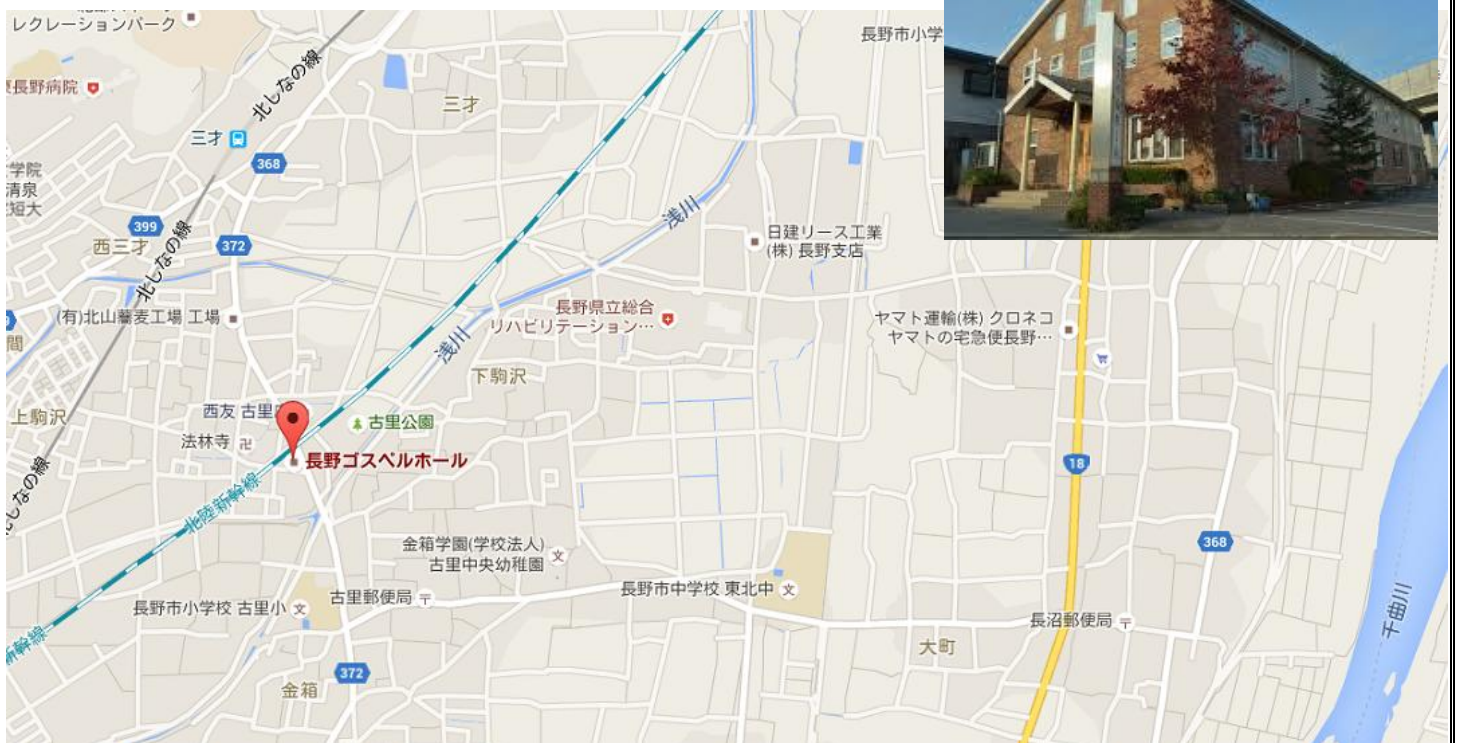 レクレーションパーク
長野市小学
長野病院
北しなの線
三才
三才
368
学院
清泉
短大
399
西三才
372
北しなの線
浅川
日建リース工業
(株) 長野支店
(有)北山蕎麦工場 工場
間
長野県立総合
リハビリテーション…
浅川
ヤマト運輸(株) クロネコ
ヤマトの宅急便長野…
下駒沢
上駒沢
西友 古里
古里公園
法林寺
長野ゴスペルホール
18
北しなの線
北陸新幹線
368
金箱学園(学校法人)
古里中央幼稚園
長野市中学校 東北中
文
文
古里郵便局 〒
長野市小学校 古里小
文
長沼郵便局 〒
千曲川
新幹線
大町
372
金箱